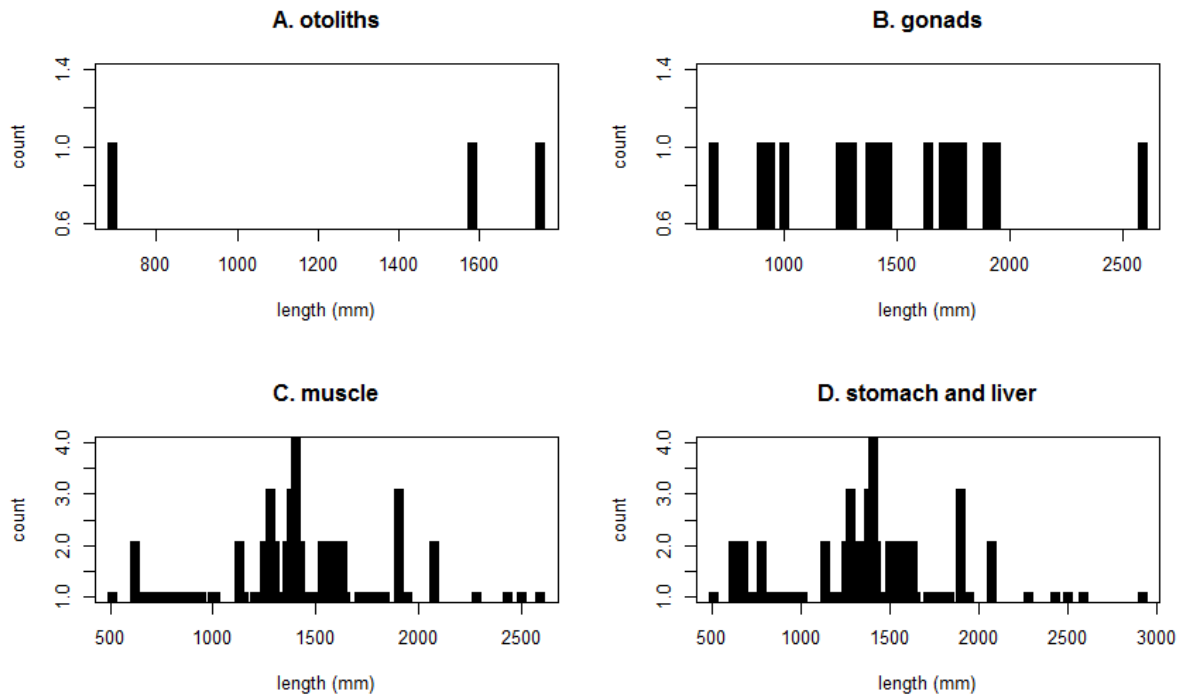 A. otoliths
count
0.6 1.0 1.4
800 1000 1200 1400 1600
length (mm)
B. gonads
count
0.6 1.0 1.4
1000 1500 2000 2500
length (mm)
C. muscle
count
1.0 2.0 3.0 4.0
500 1000 1500 2000 2500
length (mm)
D. stomach and liver
count
1.0 2.0 3.0 4.0
500 1000 1500 2000 2500 3000
length (mm)